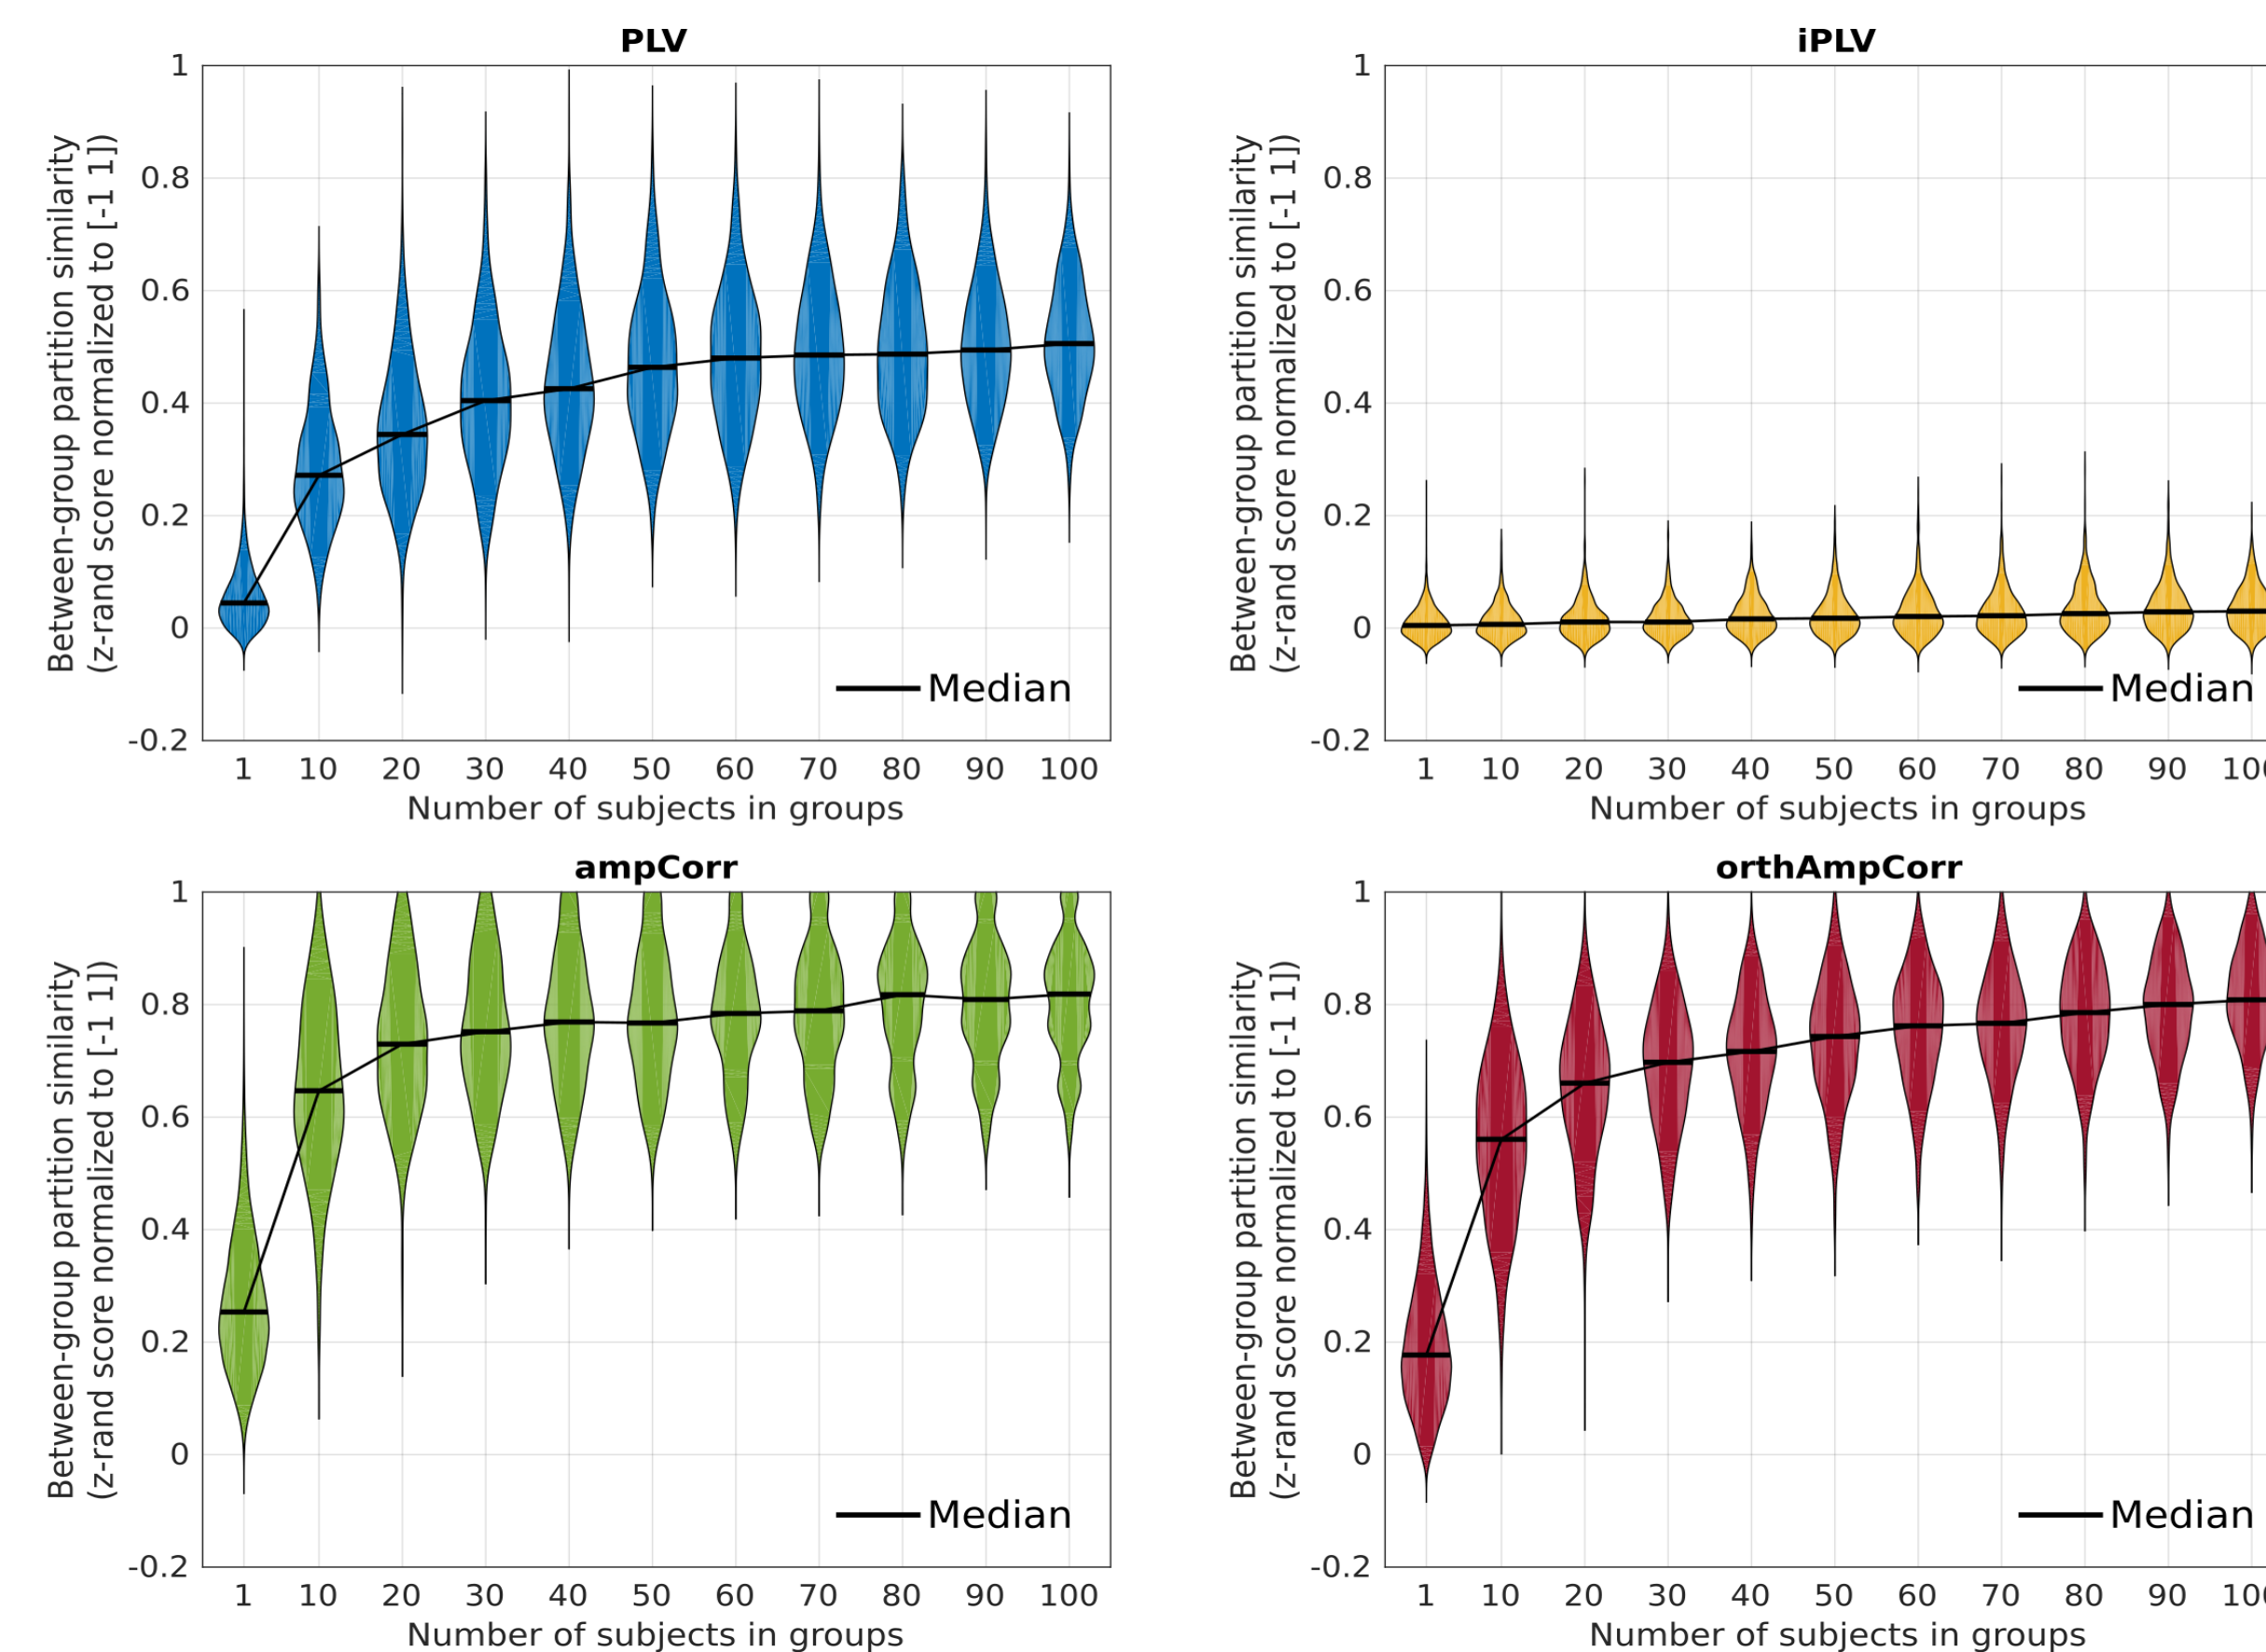 PLV
Between-group partition similarity
(z-rand score normalized to [-1 1])
1
0.8
0.6
0.4
0.2
0
-0.2
Median
1 10 20 30 40 50 60 70 80 90 100
Number of subjects in groups
iPLV
Between-group partition similarity
(z-rand score normalized to [-1 1])
1
0.8
0.6
0.4
0.2
0
-0.2
Median
1 10 20 30 40 50 60 70 80 90 100
Number of subjects in groups
ampCorr
Between-group partition similarity
(z-rand score normalized to [-1 1])
1
0.8
0.6
0.4
0.2
0
-0.2
Median
1 10 20 30 40 50 60 70 80 90 100
Number of subjects in groups
orthAmpCorr
Between-group partition similarity
(z-rand score normalized to [-1 1])
1
0.8
0.6
0.4
0.2
0
-0.2
Median
1 10 20 30 40 50 60 70 80 90 100
Number of subjects in groups